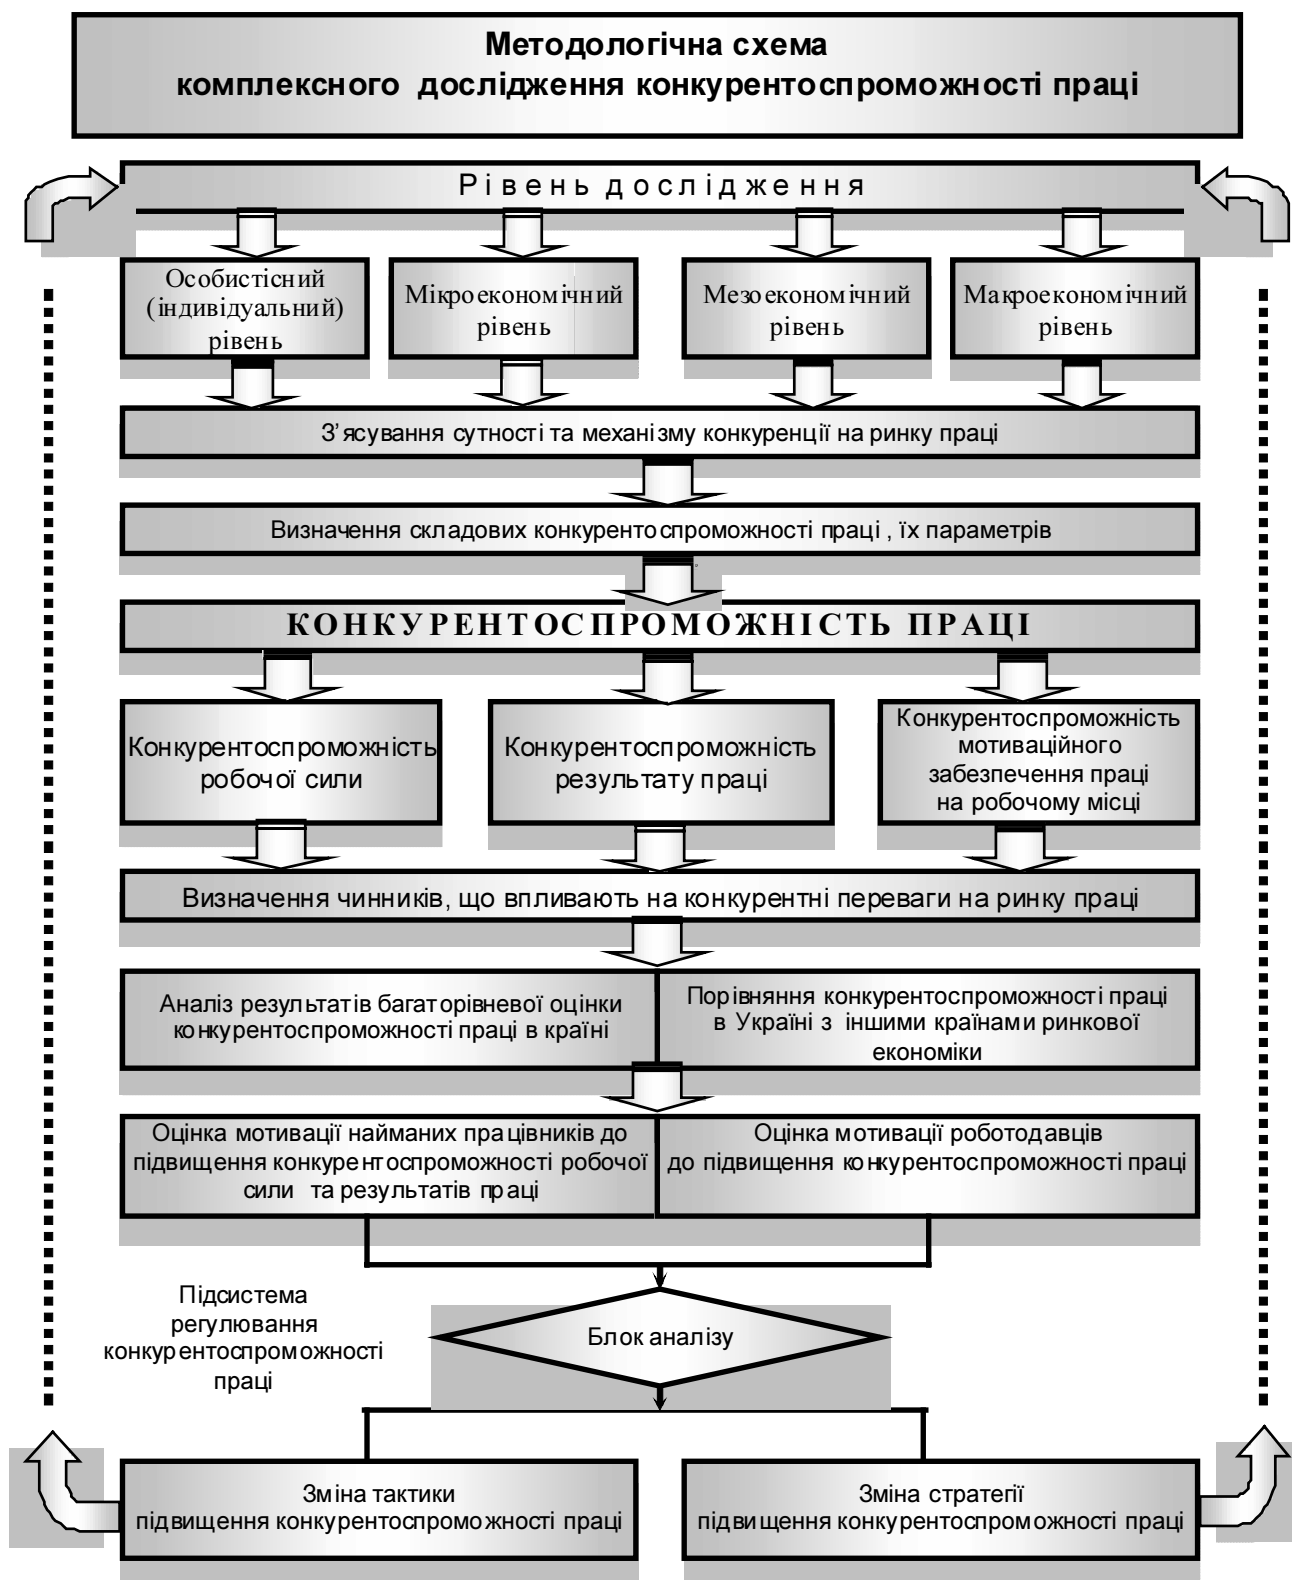 Методологічна схема
комплексного дослідження конкурентоспроможності праці
Рівень дослідження
Особистісний
(індивідуальний)
рівень
Мікроекономічний
рівень
Мезоекономічний
рівень
Макроекономічний
рівень
З’ясування сутності та механізму конкуренції на ринку праці
Визначення складових конкурентоспроможності праці , їх параметрів
КОНКУРЕНТОСПРОМОЖНІСТЬ ПРАЦІ
Конкурентоспроможність
робочої сили
Конкурентоспроможність
результату праці
Конкурентоспроможність
мотиваційного
забезпечення праці
на робочому місці
Визначення чинників, що впливають на конкурентні переваги на ринку праці
Аналіз результатів багаторівневої оцінки
конкурентоспроможності праці в країні
Порівняння конкурентоспроможності праці
в Україні з іншими країнами ринкової
економіки
Оцінка мотивації найманих працівників до
підвищення конкурентоспроможності робочої
сили та результатів праці
Оцінка мотивації роботодавців
до підвищення конкурентоспроможності праці
Підсистема
регулювання
конкурентоспроможності
праці
Блок аналізу
Зміна тактики
підвищення конкурентоспроможності праці
Зміна стратегії
підвищення конкурентоспроможності праці